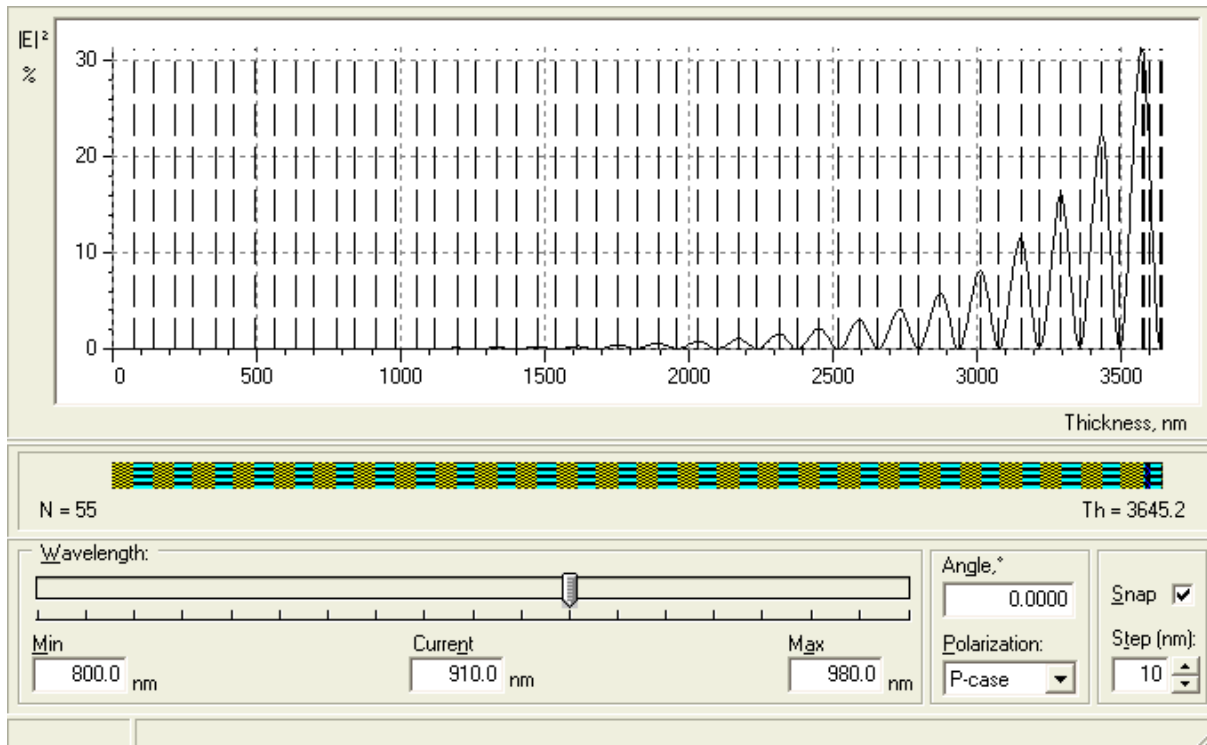 |E|²
%
30
20
10
0
0 500 1000 1500 2000 2500 3000 3500
Thickness, nm
N = 55 Th = 3645.2
Wavelength:
Min Current Max
800.0 nm 910.0 nm 980.0 nm
Angle,°
0.0000
Polarization:
P-case
Snap
Step (nm):
10